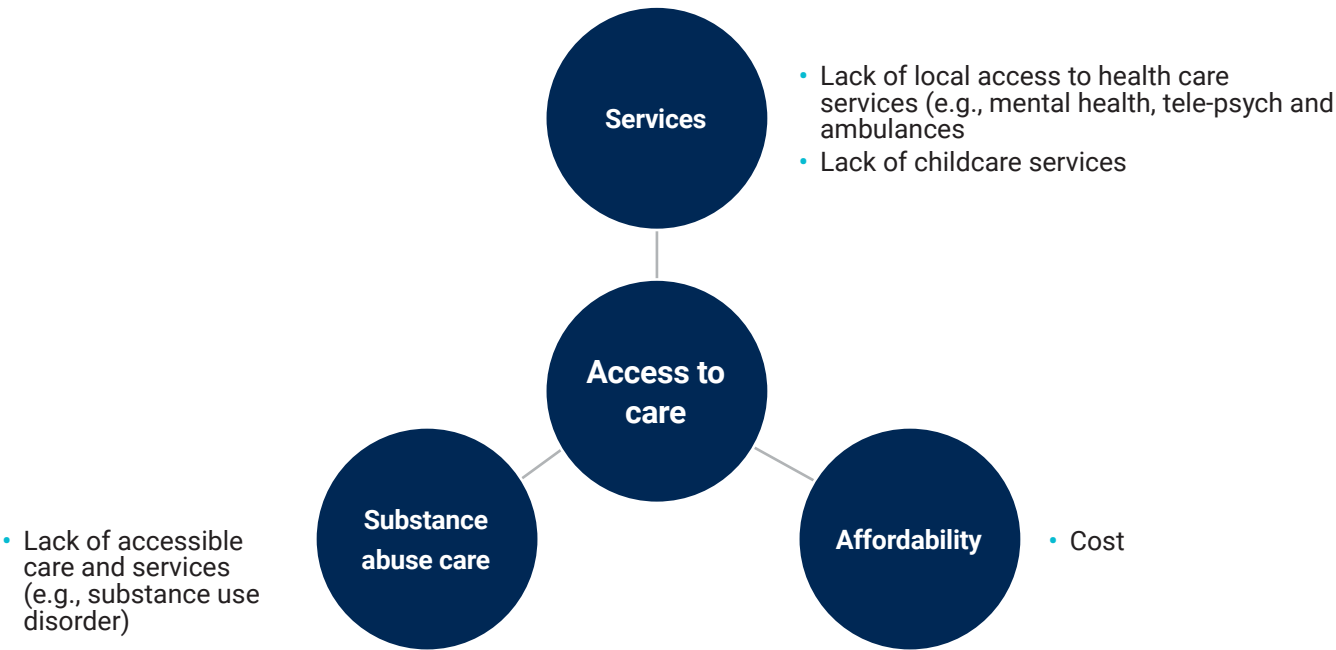 Services
• Lack of local access to health care
services (e.g., mental health, tele-psych and
ambulances
• Lack of childcare services
Access to
care
Substance
abuse care
• Lack of accessible
care and services
(e.g., substance use
disorder)
Affordability
• Cost